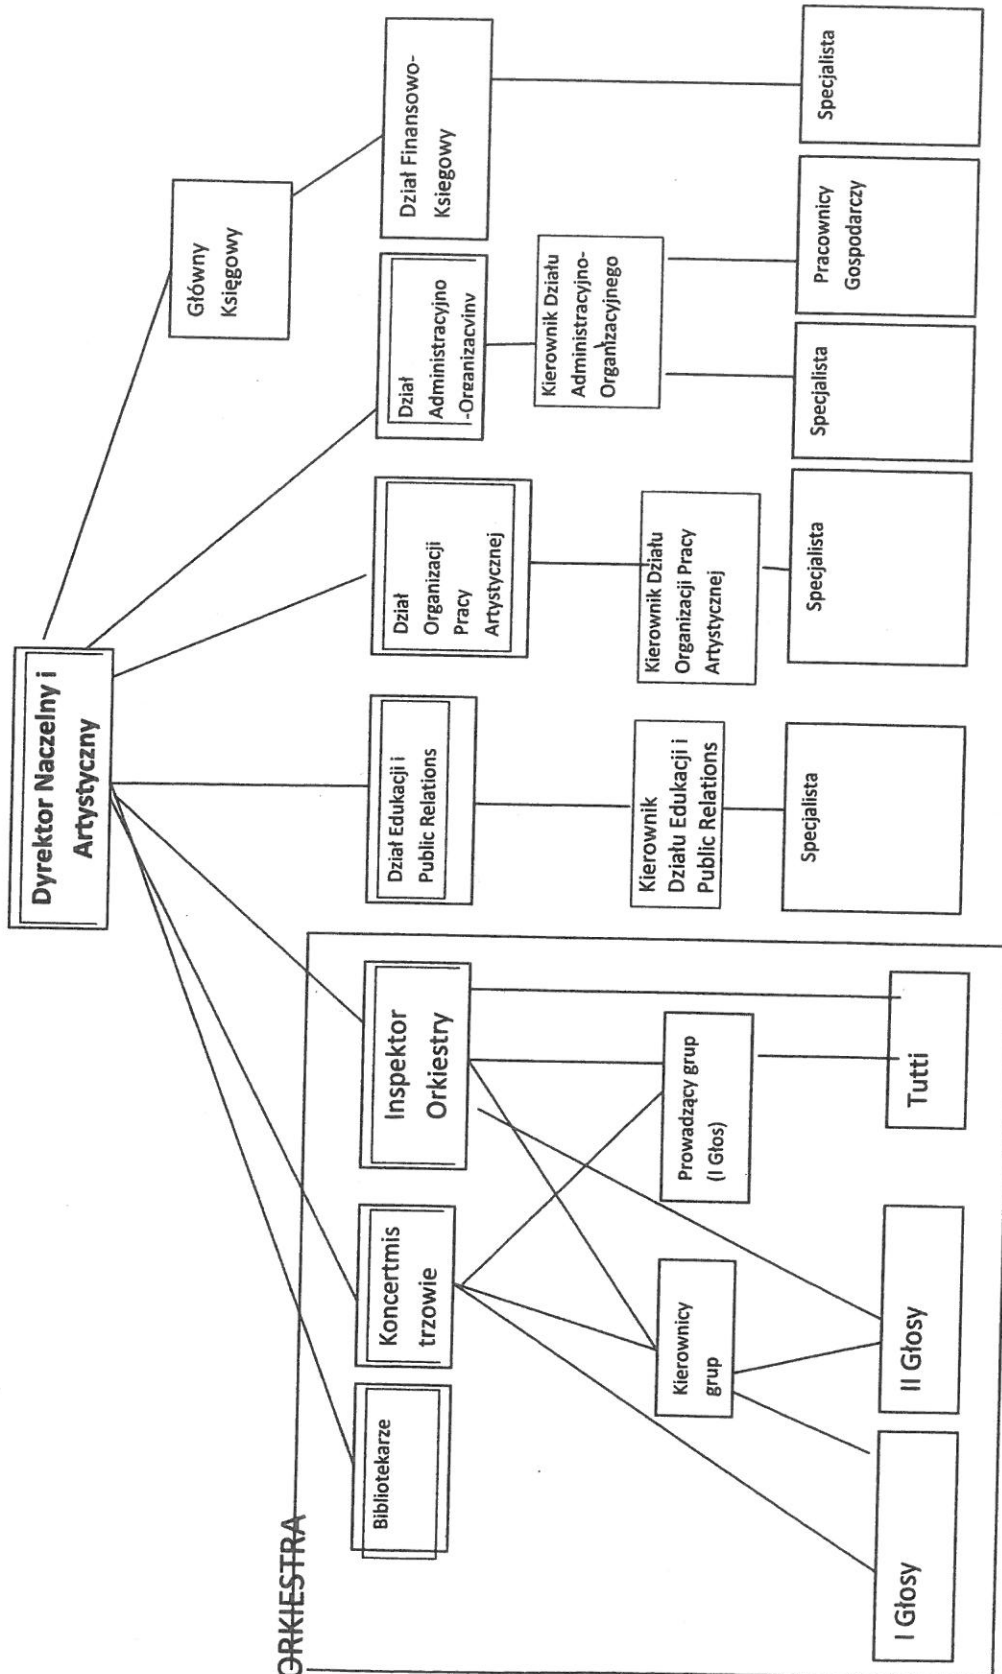 Dyrektor Naczelny i
Artystyczny
Główny
Księgowy
ORKIESTRA
Bibliotekarze
Koncertmis
trzowie
Inspektor
Orkiestry
Dział Edukacji i
Public Relations
Dział
Organizacji
Pracy
Artystycznej
Dział
Administracyjno
-Organizacyjny
Dział Finansowo-
Ksiegowy
Kierownicy
grup
Prowadzący grup
(I Głos)
Kierownik
Działu Edukacji i
Public Relations
Kierownik Działu
Organizacji Pracy
Artystycznej
Kierownik Działu
Administracyjno-
Organizacyjnego
I Głosy
II Głosy
Tutti
Specjalista
Specjalista
Specjalista
Pracownicy
Gospodarczy
Specjalista